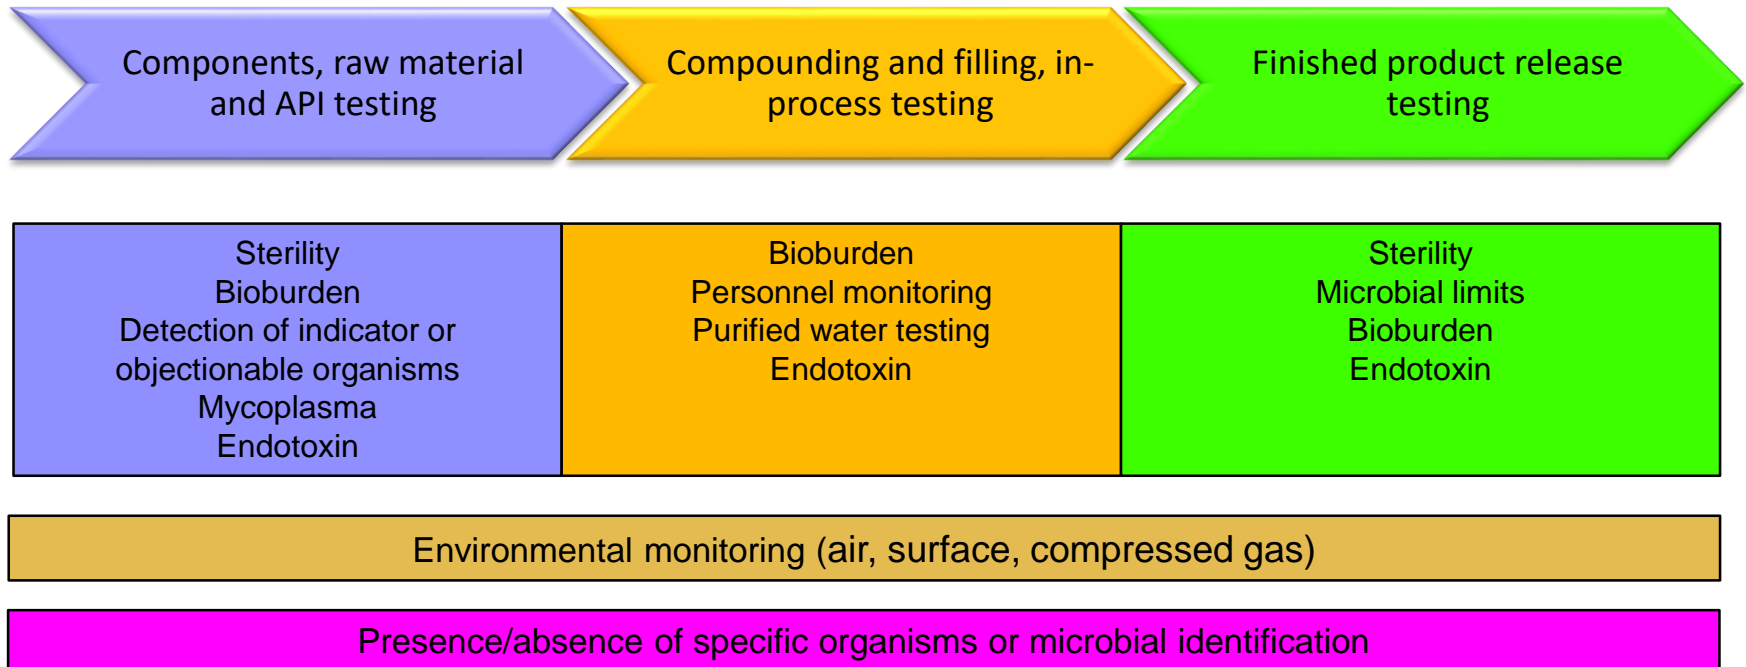 Components, raw material
and API testing
Compounding and filling, in-
process testing
Finished product release
testing
Sterility
Bioburden
Detection of indicator or
objectionable organisms
Mycoplasma
Endotoxin
Bioburden
Personnel monitoring
Purified water testing
Endotoxin
Sterility
Microbial limits
Bioburden
Endotoxin
Environmental monitoring (air, surface, compressed gas)
Presence/absence of specific organisms or microbial identification